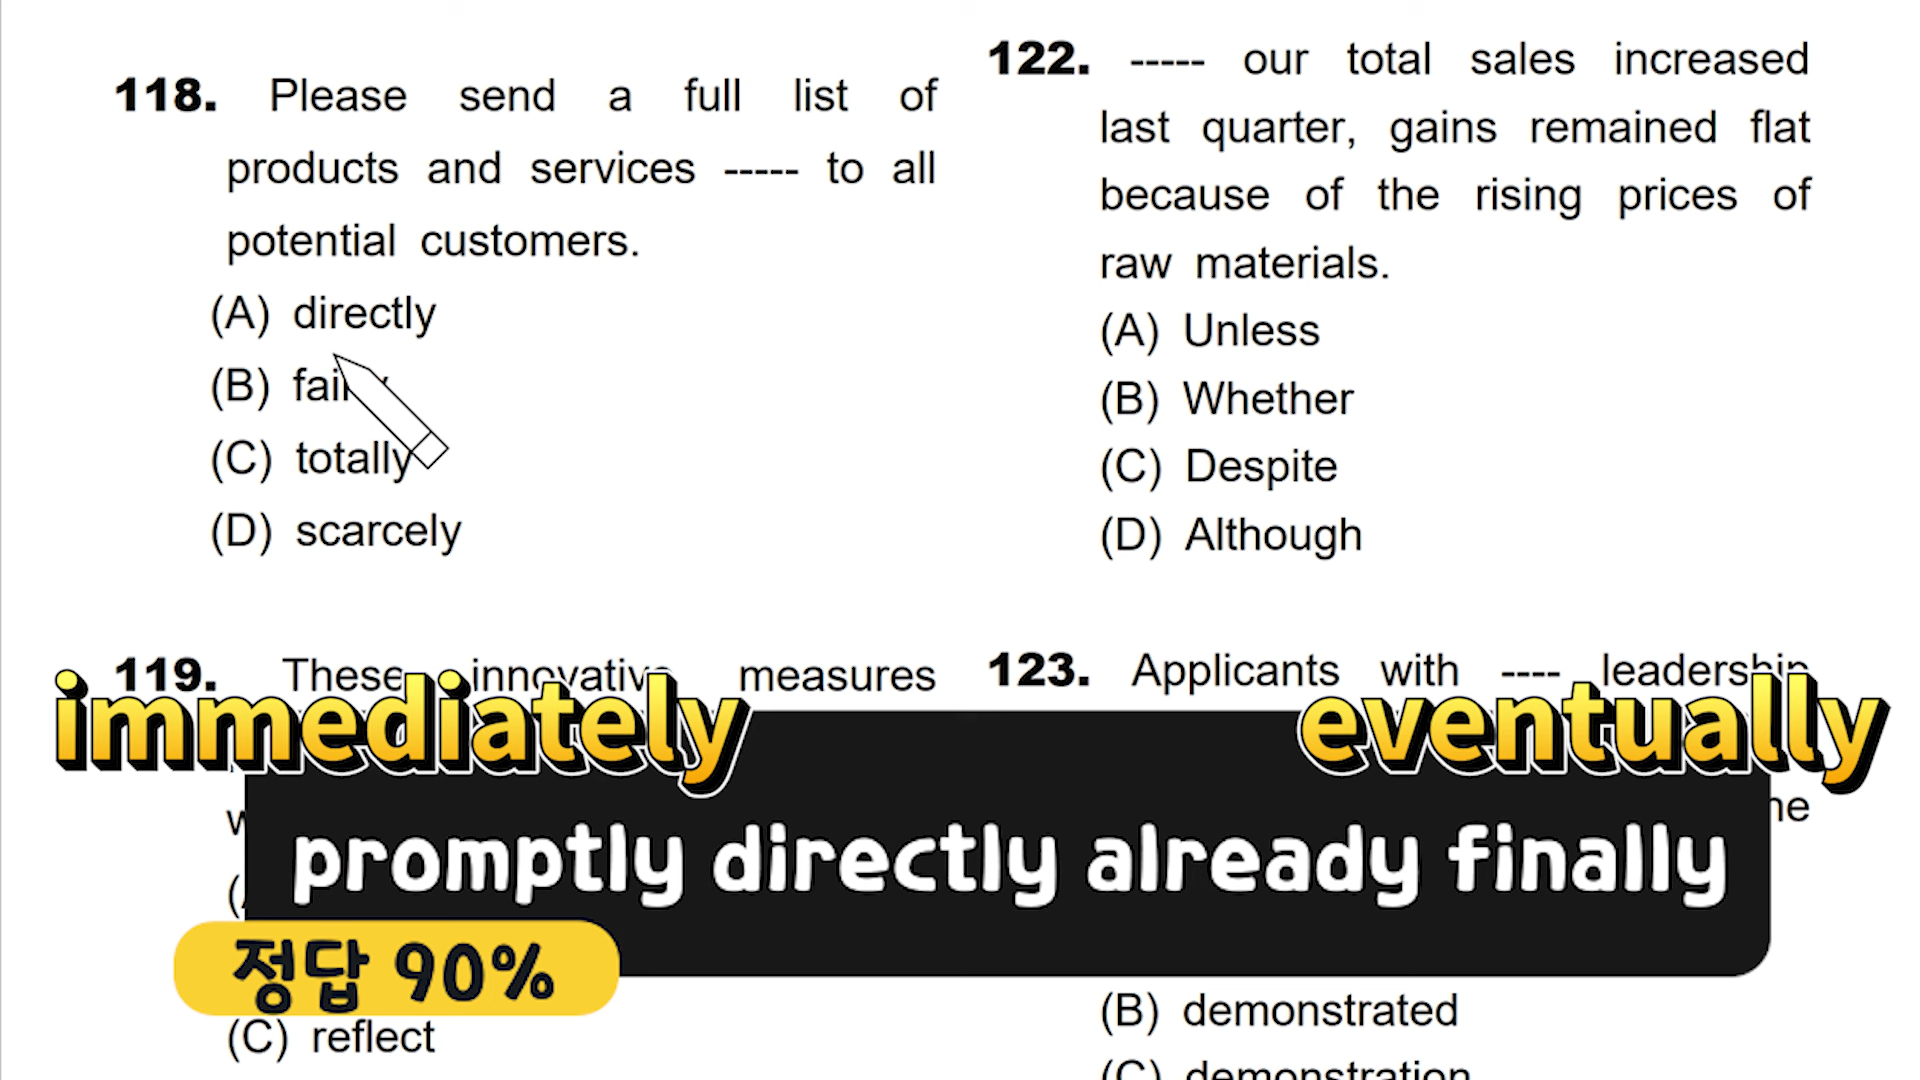 118. Please send a full list of
products and services ----- to all
potential customers.
(A) directly
(B)
(C) totally
(D) scarcely
122. ----- our total sales increased
last quarter, gains remained flat
because of the rising prices of
raw materials.
(A) Unless
(B) Whether
(C) Despite
(D) Although
119. These innovative measures
(C) reflect
123. Applicants with ---- leadership
(B) demonstrated
(C) demonstration
immediately eventually
promptly directly already finally
정답 90%